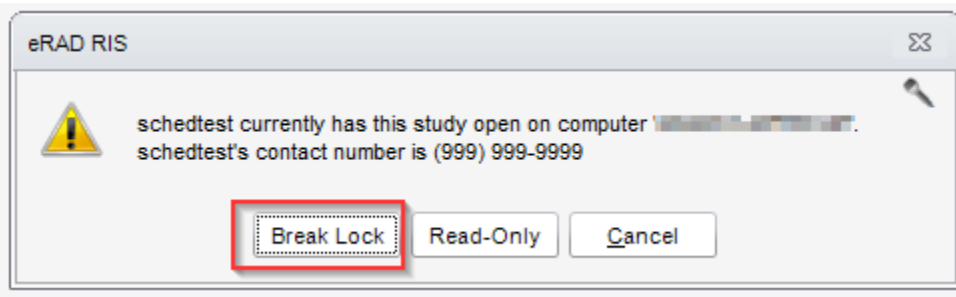 eRAD RIS
schedtest currently has this study open on computer '
schedtest's contact number is (999) 999-9999
Break Lock
Read-Only
Cancel